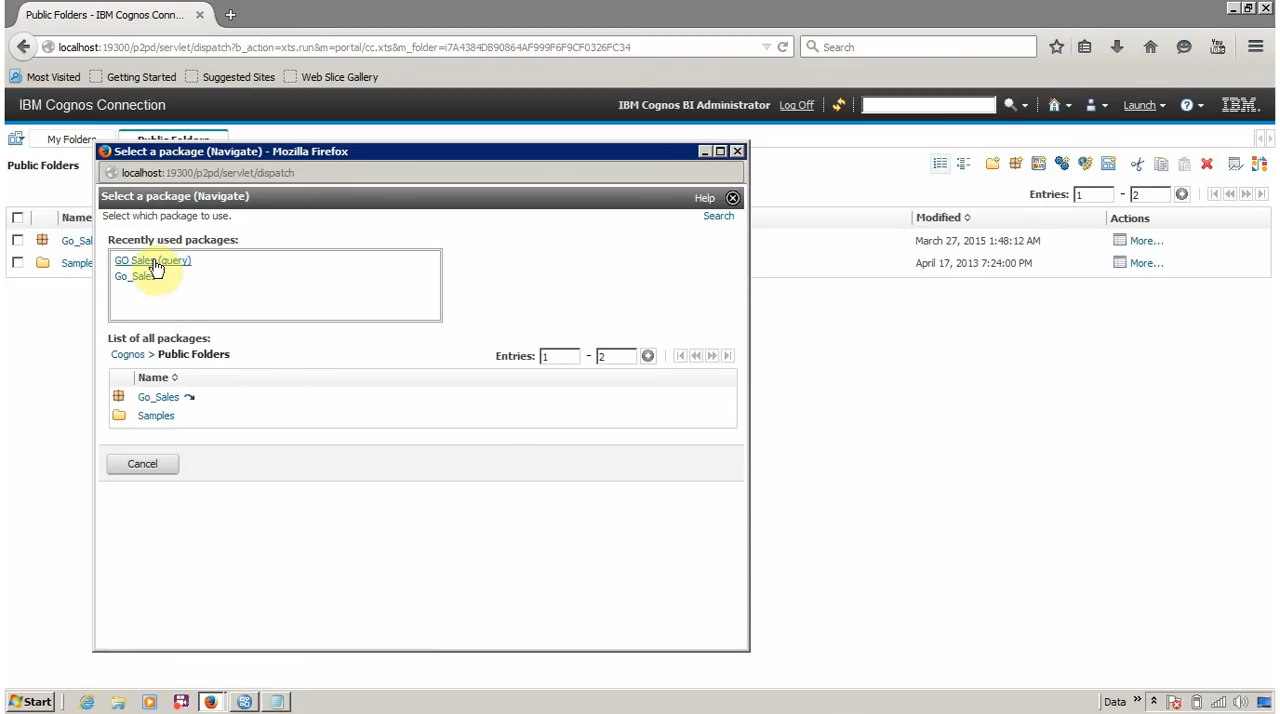 Public Folders - IBM Cognos Conn...
localhost:19300/p2pd/servlet/dispatch?b_action=xts.run&m=portal/cc.xts&m_folder=i7A4384DB90864AF999F6F9CF0326FC34
Search
Most Visited Getting Started Suggested Sites Web Slice Gallery
IBM Cognos Connection
IBM Cognos BI Administrator Log Off Launch IBM.
My Folders Public Folders
Public Folders
Entries: 1 - 2
Name Modified Actions
Go_Sal March 27, 2015 1:48:12 AM More...
Sample April 17, 2013 7:24:00 PM More...
Select a package (Navigate) - Mozilla Firefox
localhost:19300/p2pd/servlet/dispatch
Select a package (Navigate) Help
Select which package to use. Search
Recently used packages:
GO Sales (query)
Go_Sales
List of all packages:
Cognos > Public Folders Entries: 1 - 2
Name
Go_Sales
Samples
Cancel
Start Data